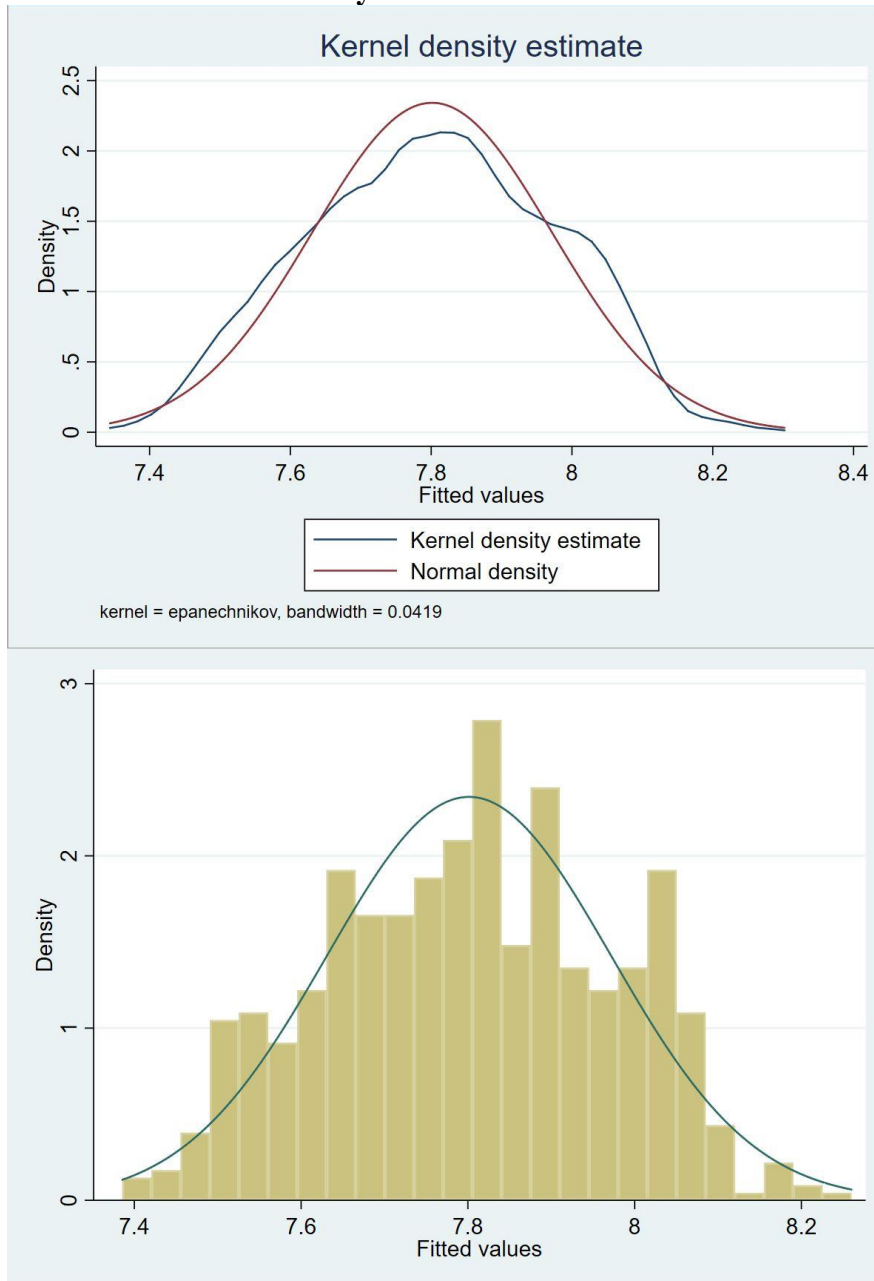 Kernel density estimate
2.5
2
1.5
1
.5
0
Density
7.4 7.6 7.8 8 8.2 8.4
Fitted values
Kernel density estimate
Normal density
kernel = epanechnikov, bandwidth = 0.0419
3
2
1
0
Density
7.4 7.6 7.8 8 8.2
Fitted values